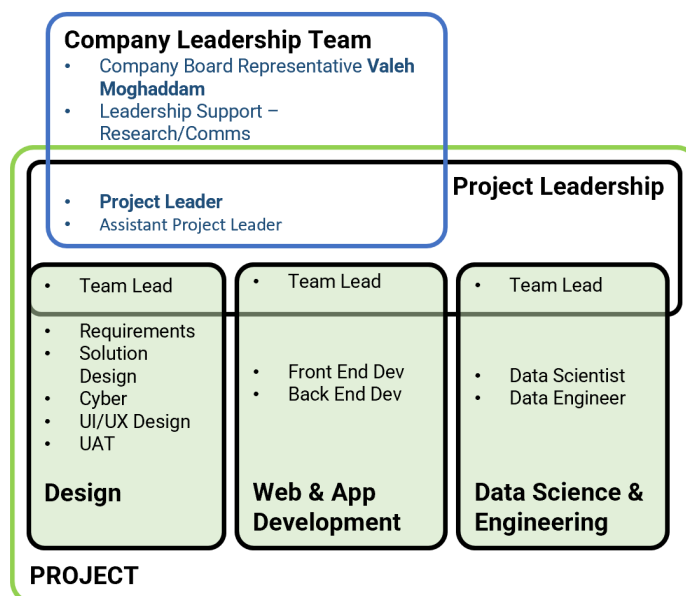 Company Leadership Team
• Company Board Representative Valeh
Moghaddam
• Leadership Support –
Research/Comms
Project Leadership
• Project Leader
• Assistant Project Leader
• Team Lead
• Requirements
• Solution
Design
• Cyber
• UI/UX Design
• UAT
Design
• Team Lead
• Front End Dev
• Back End Dev
Web & App
Development
• Team Lead
• Data Scientist
• Data Engineer
Data Science &
Engineering
PROJECT